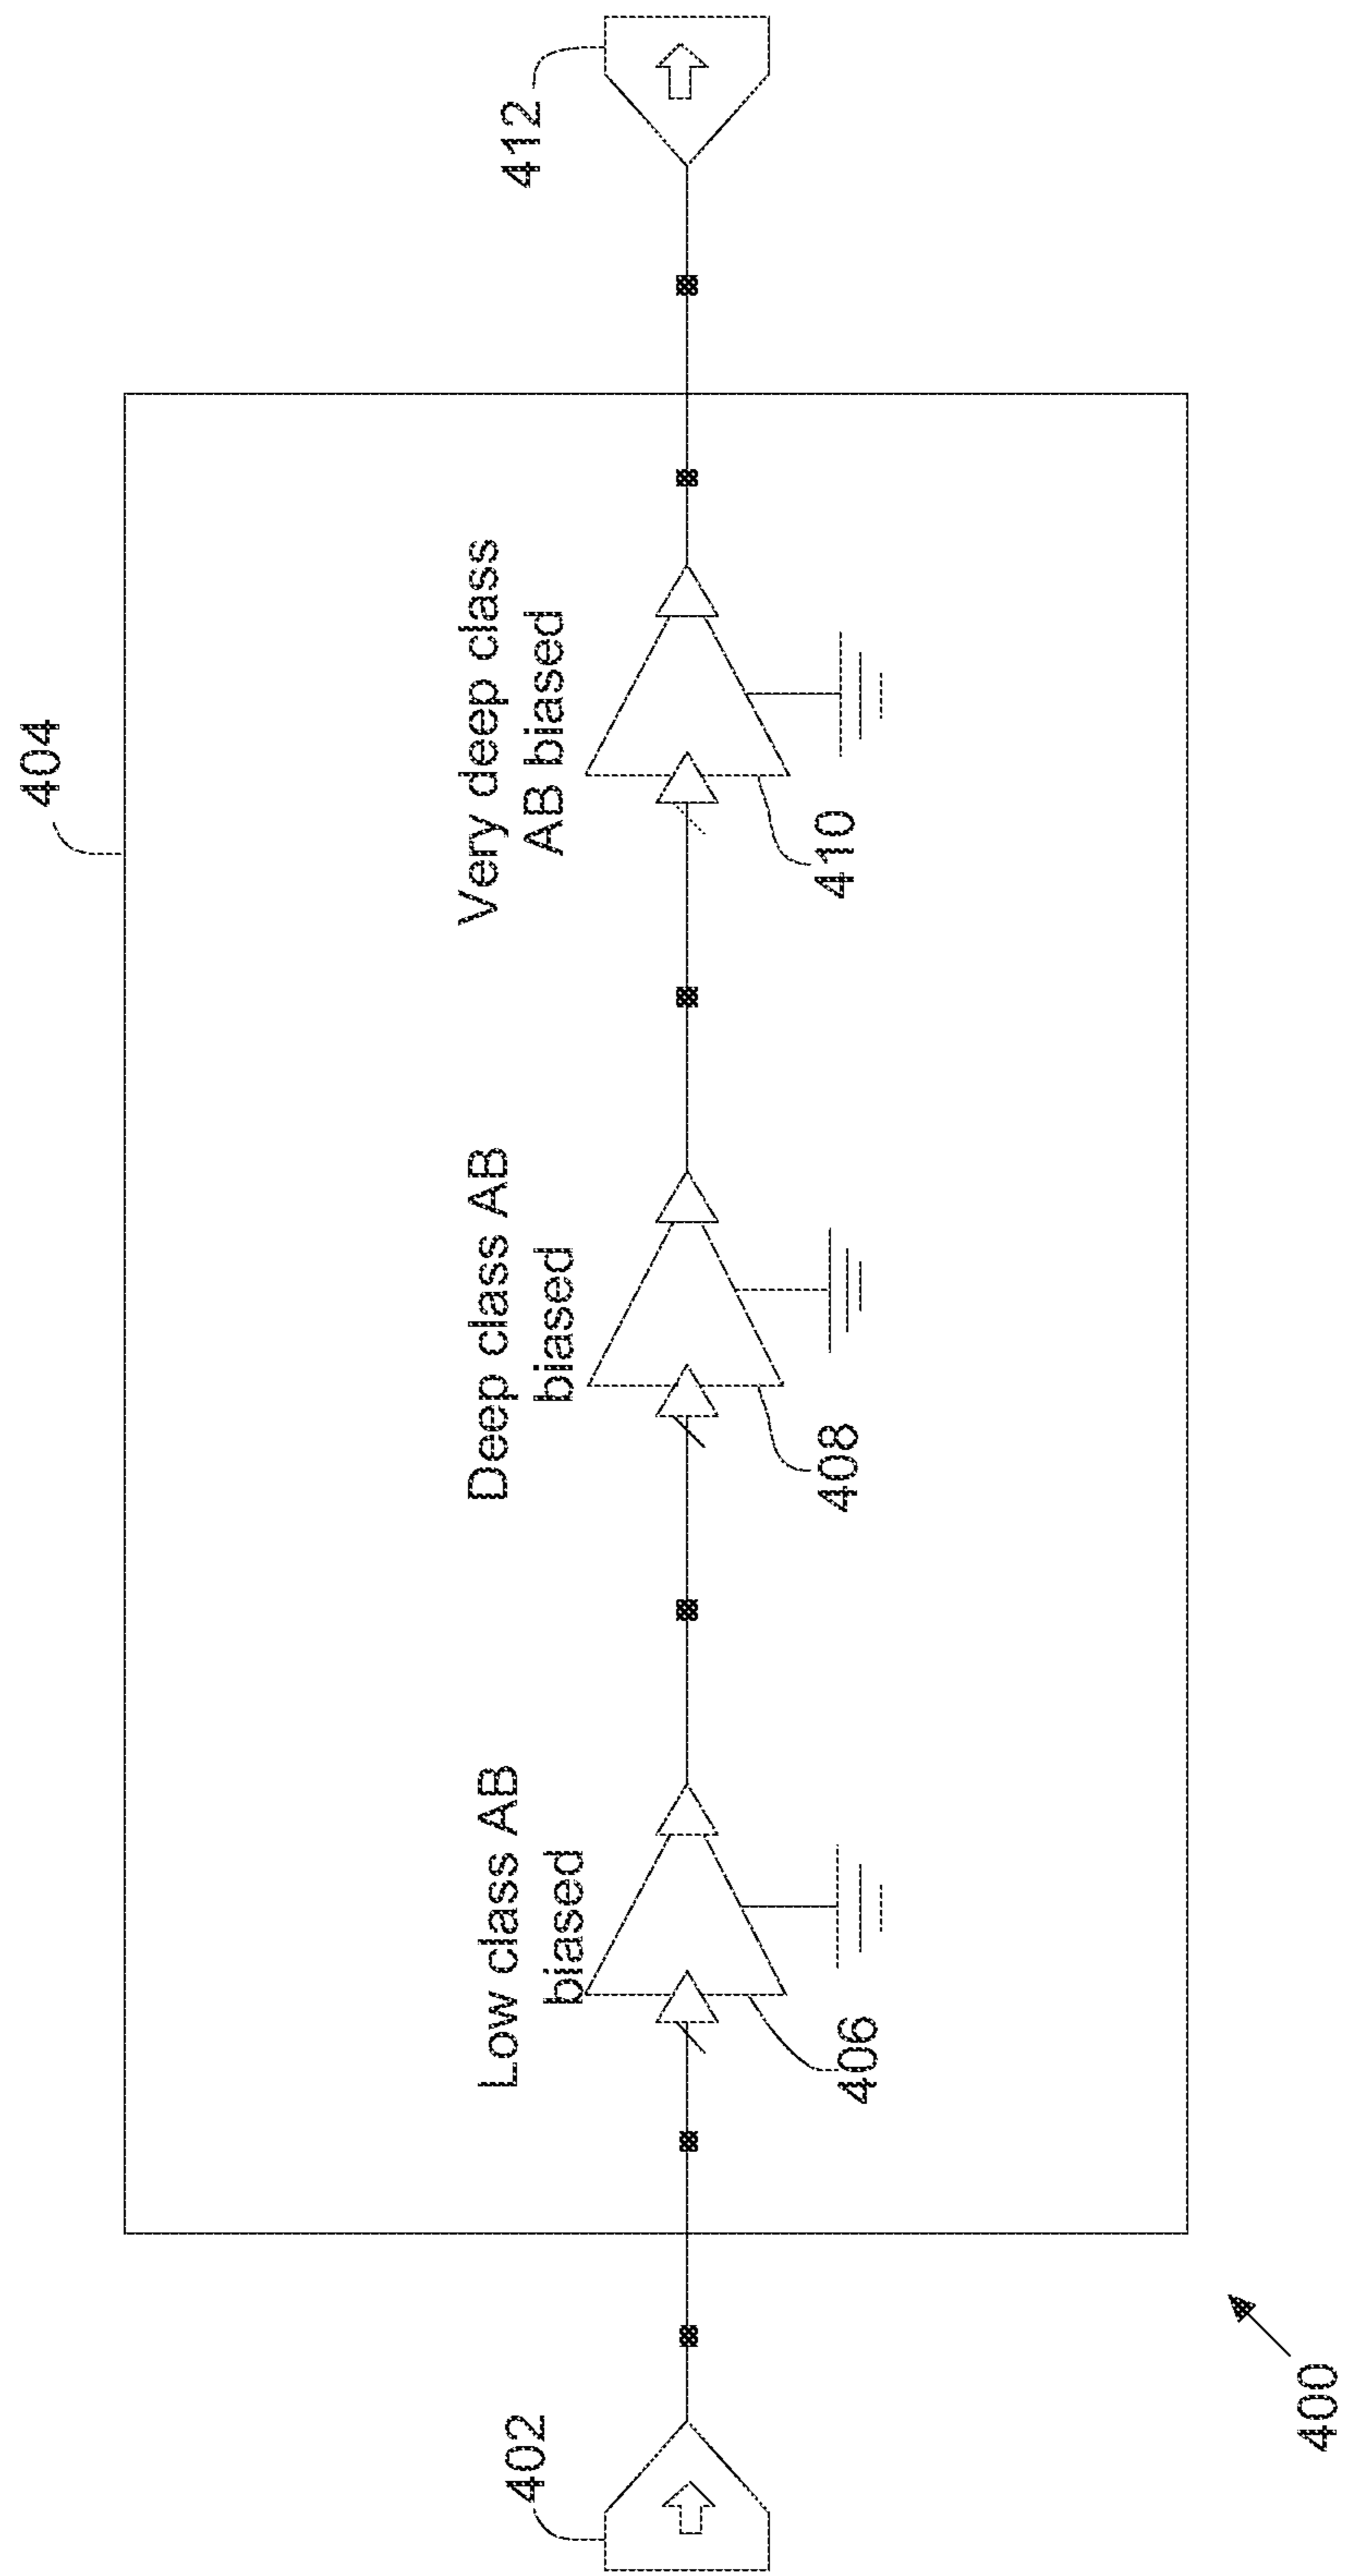 404
Low class AB
biased
Deep class AB
biased
Very deep class
AB biased
402
412
406
408
410
400